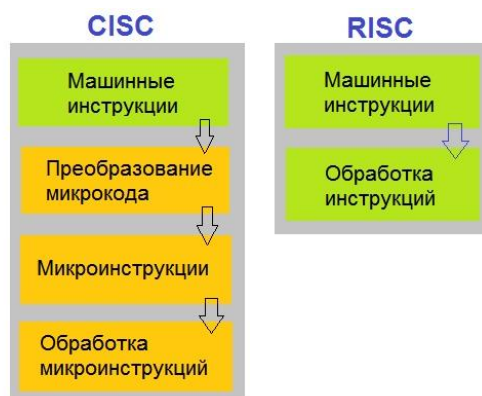 CISC
Машинные
инструкции
Преобразование
микрокода
Микроинструкции
Обработка
микроинструкций
RISC
Машинные
инструкции
Обработка
инструкций